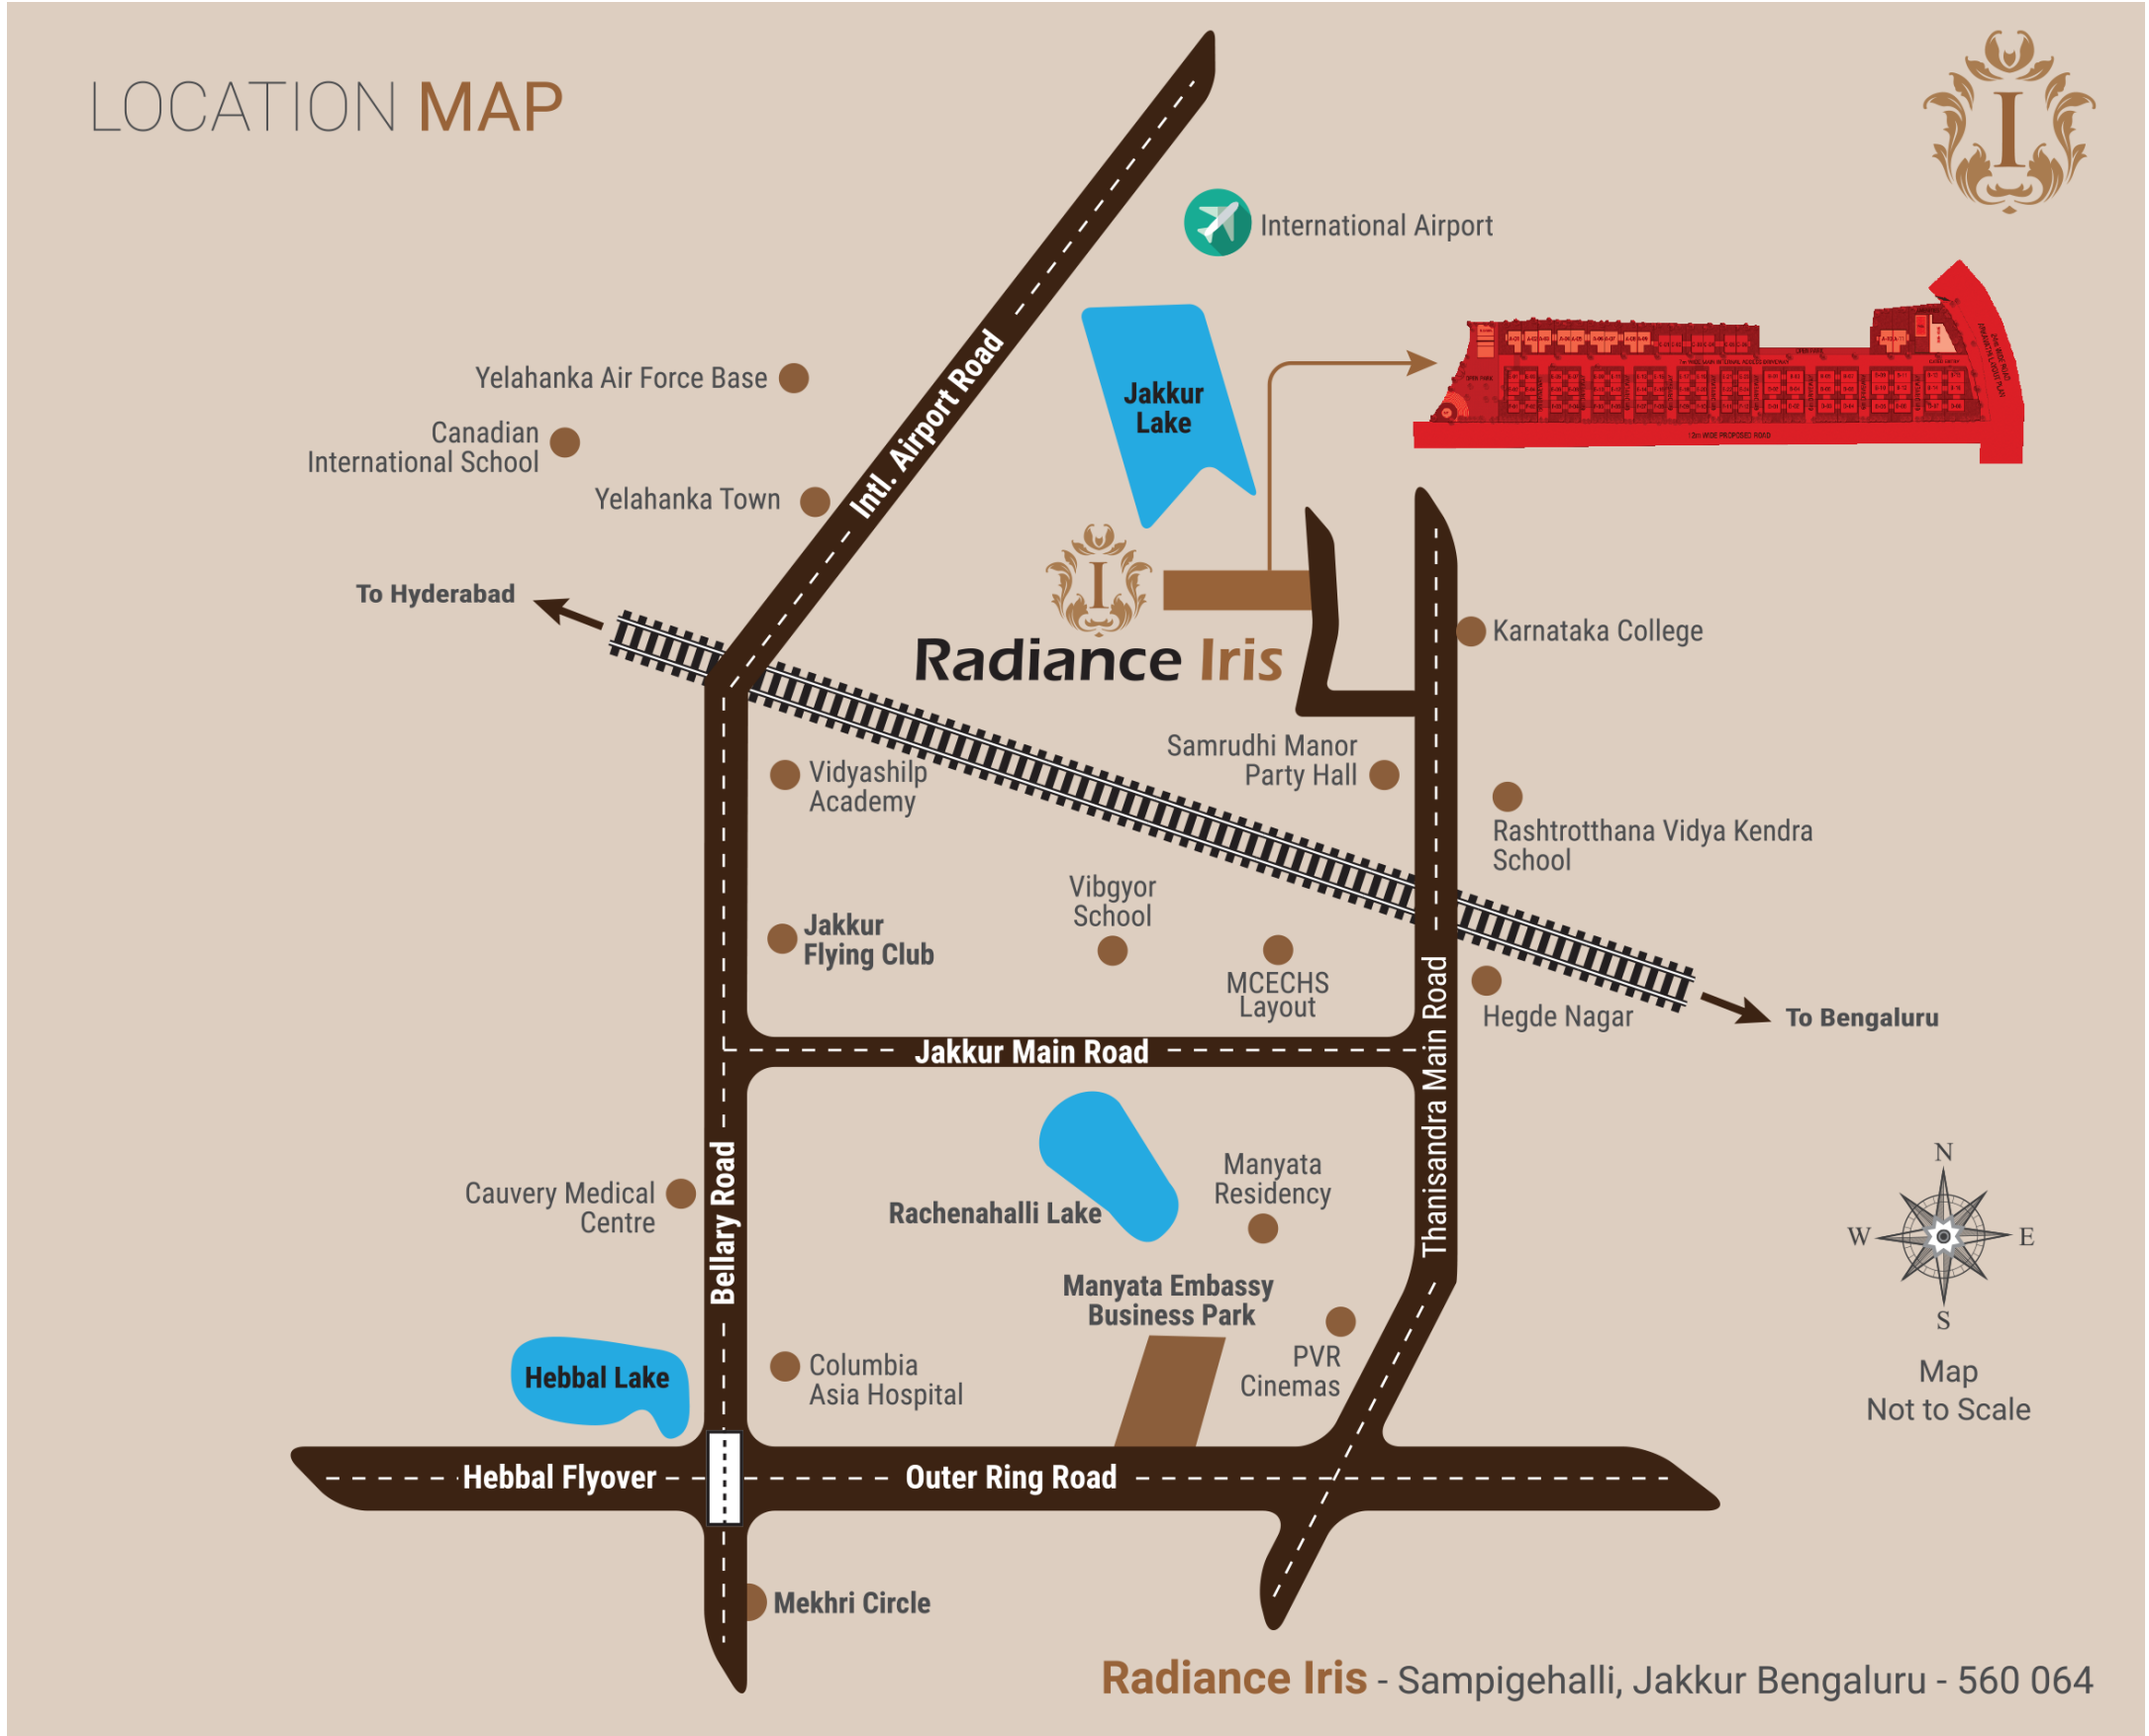 LOCATION MAP
I
International Airport
Intl. Airport Road
Yelahanka Air Force Base
Canadian
International School
Yelahanka Town
Jakkur
Lake
12m WIDE PROPOSED ROAD
To Hyderabad
I
Radiance Iris
Karnataka College
Samrudhi Manor
Party Hall
Vidyashilp
Academy
Rashtrotthana Vidya Kendra
School
Vibgyor
School
Jakkur
Flying Club
MCECHS
Layout
Hegde Nagar
To Bengaluru
Jakkur Main Road
Thanisandra Main Road
Bellary Road
Cauvery Medical
Centre
Rachenahalli Lake
Manyata
Residency
N
W
E
S
Map
Not to Scale
Manyata Embassy
Business Park
PVR
Cinemas
Columbia
Asia Hospital
Hebbal Lake
Hebbal Flyover
Outer Ring Road
Mekhri Circle
Radiance Iris - Sampigehalli, Jakkur Bengaluru - 560 064